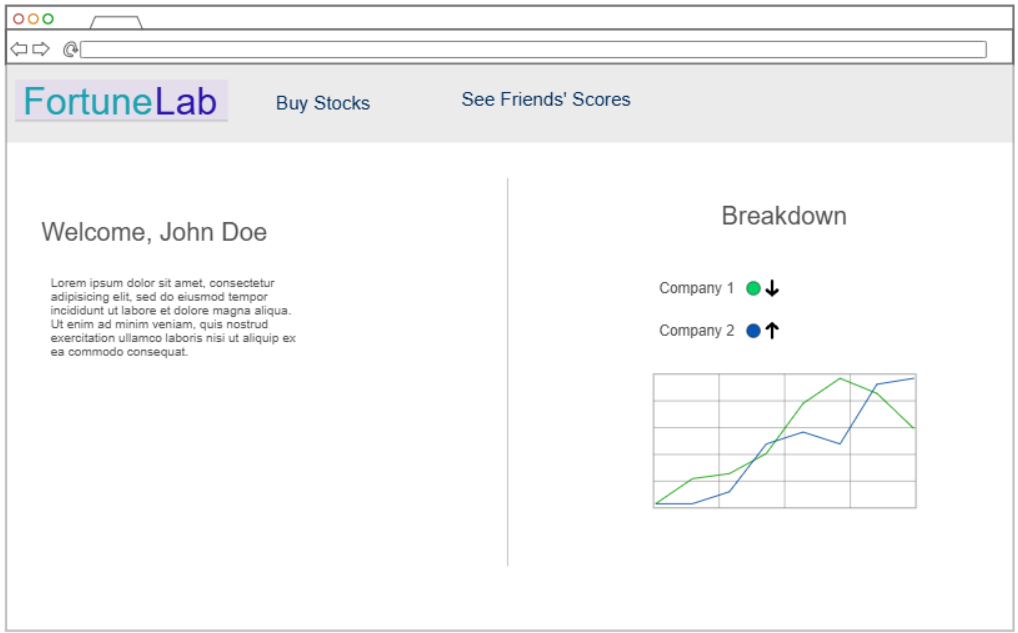 FortuneLab
Buy Stocks
See Friends' Scores
Welcome, John Doe
Lorem ipsum dolor sit amet, consectetur
adipisicing elit, sed do eiusmod tempor
incididunt ut labore et dolore magna aliqua.
Ut enim ad minim veniam, quis nostrud
exercitation ullamco laboris nisi ut aliquip ex
ea commodo consequat.
Breakdown
Company 1
Company 2